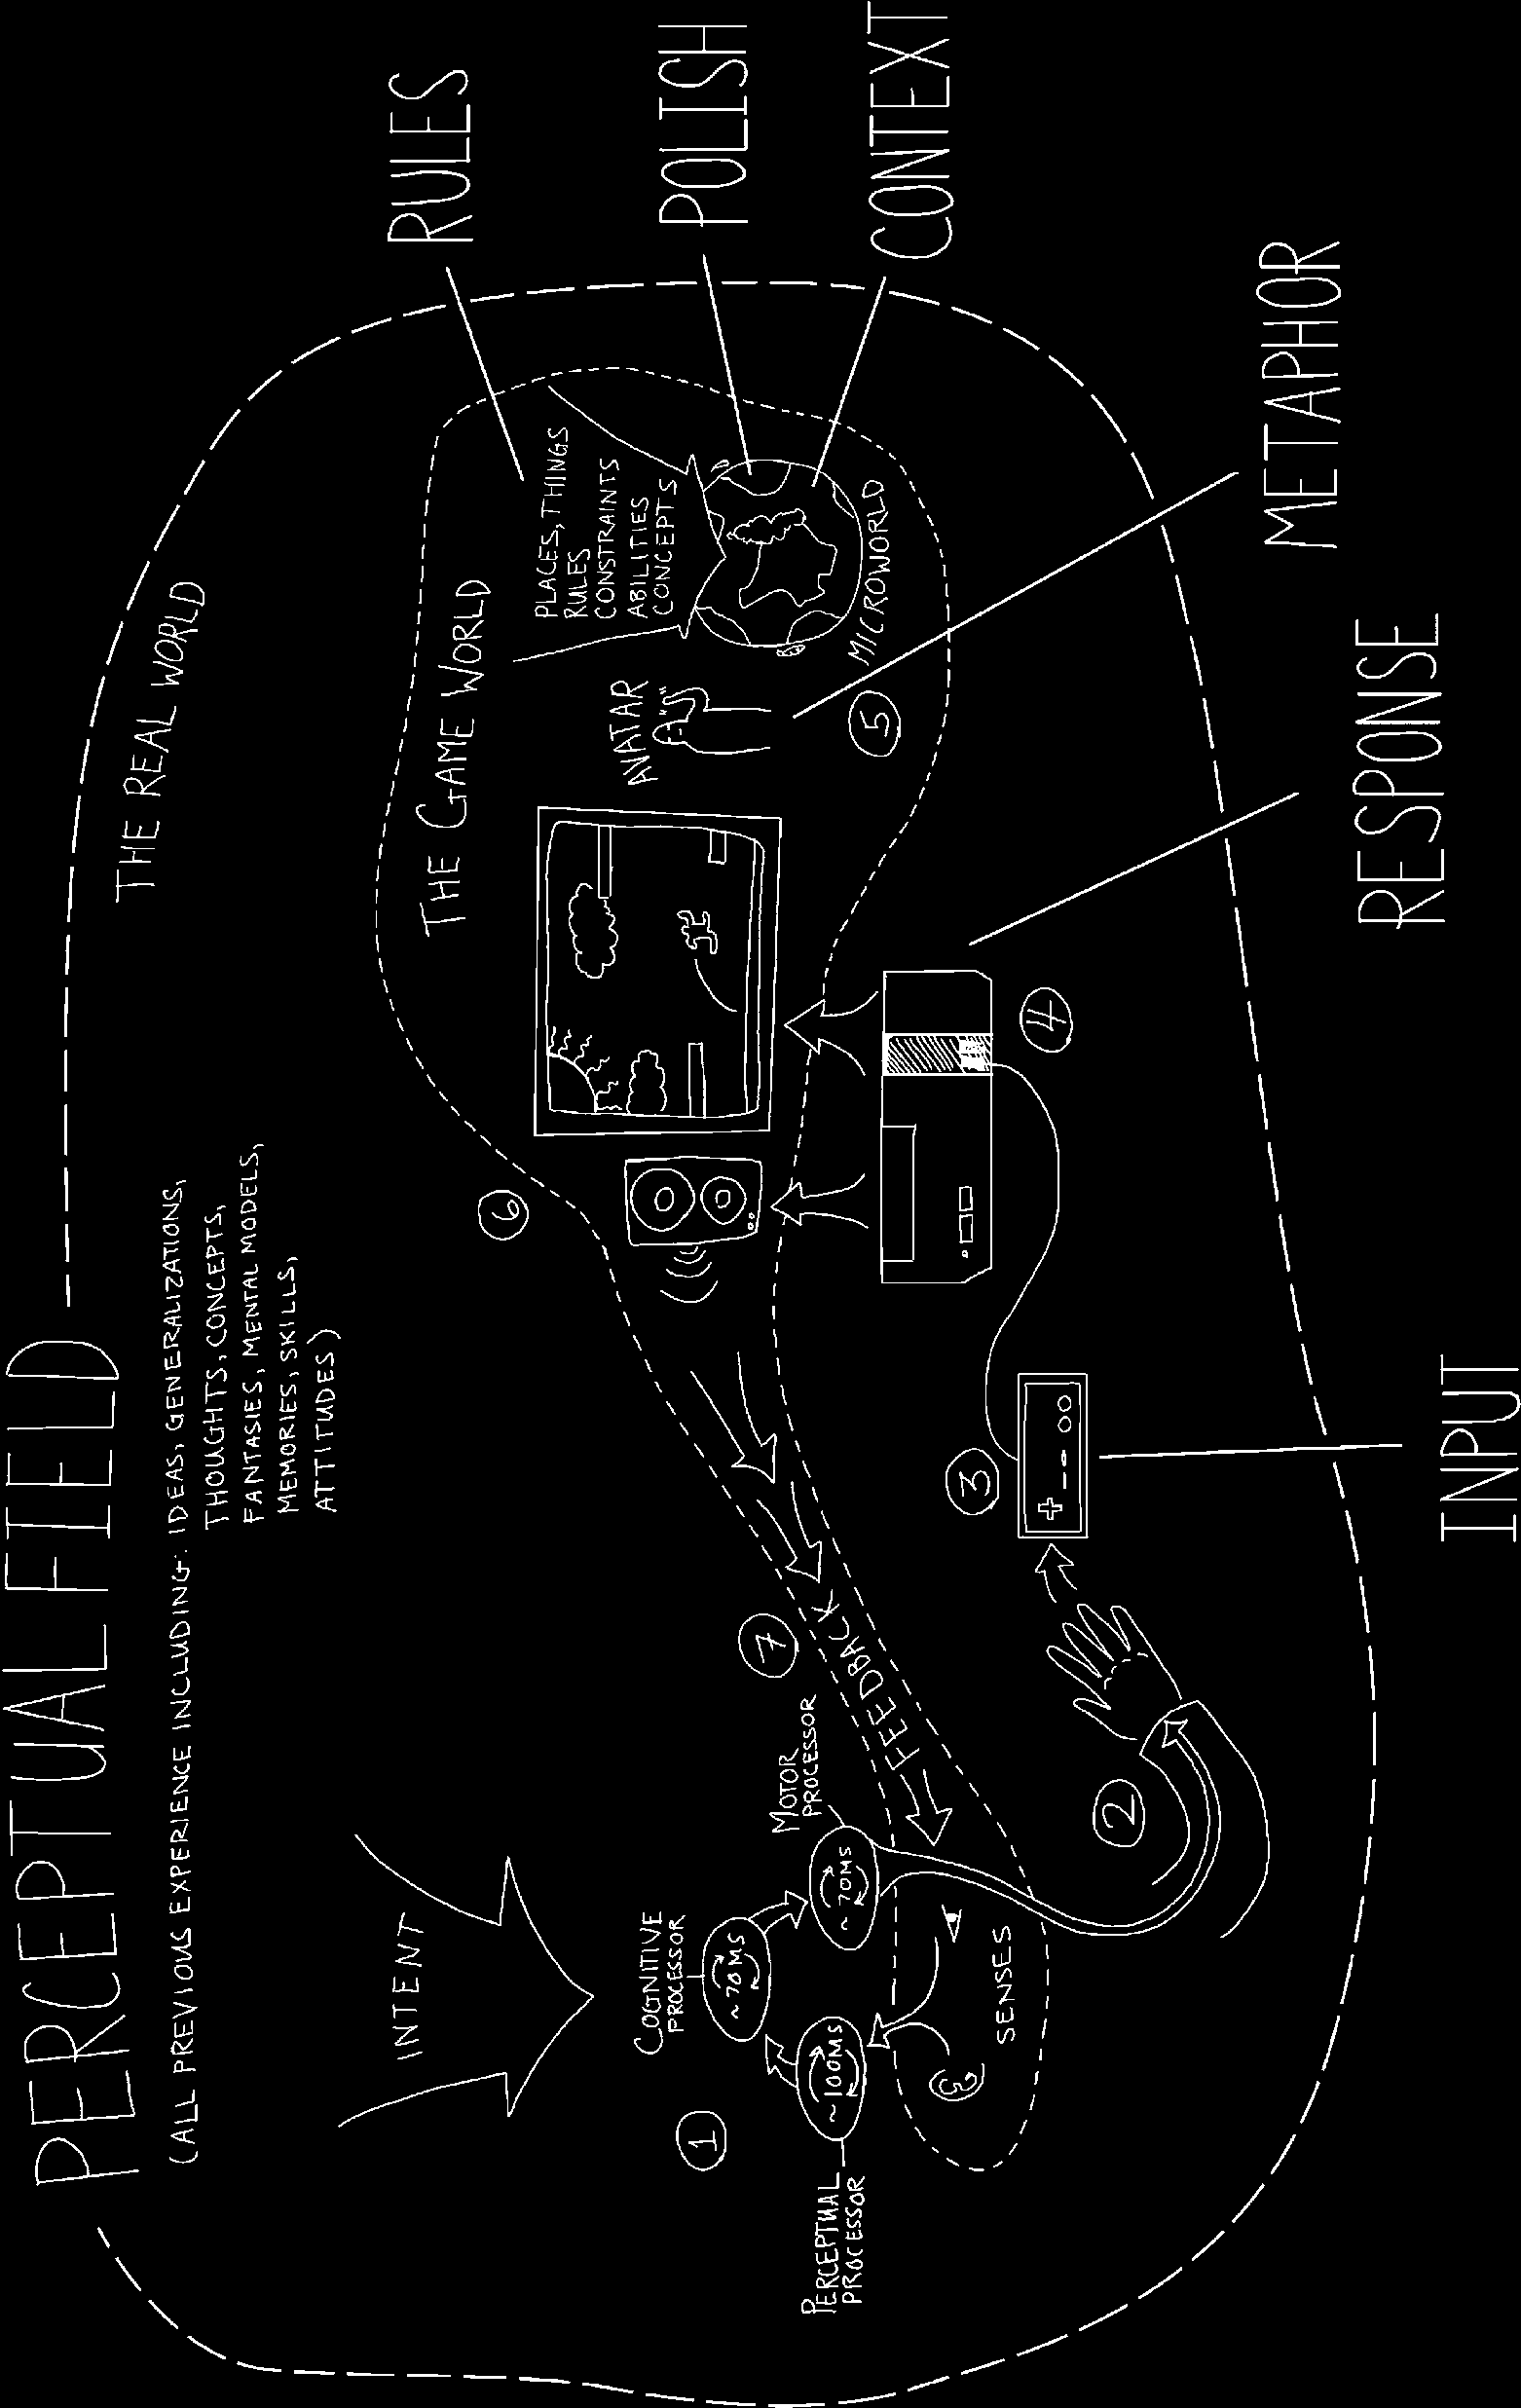 PERCEPTUAL FIELD
(ALL PREVIOUS EXPERIENCE INCLUDING: IDEAS, GENERALIZATIONS,
THOUGHTS, CONCEPTS,
FANTASIES, MENTAL MODELS,
MEMORIES, SKILLS,
ATTITUDES)
THE REAL WORLD
INTENT
THE GAME WORLD
6
PLACES, THINGS
RULES
CONSTRAINTS
ABILITIES
CONCEPTS
AVATAR
MICROWORLD
5
1
COGNITIVE
PROCESSOR
~70MS
MOTOR
PROCESSOR
~70MS
PERCEPTUAL
PROCESSOR
~100MS
SENSES
7
FEEDBACK
2
3
4
RULES
POLISH
CONTEXT
METAPHOR
RESPONSE
INPUT